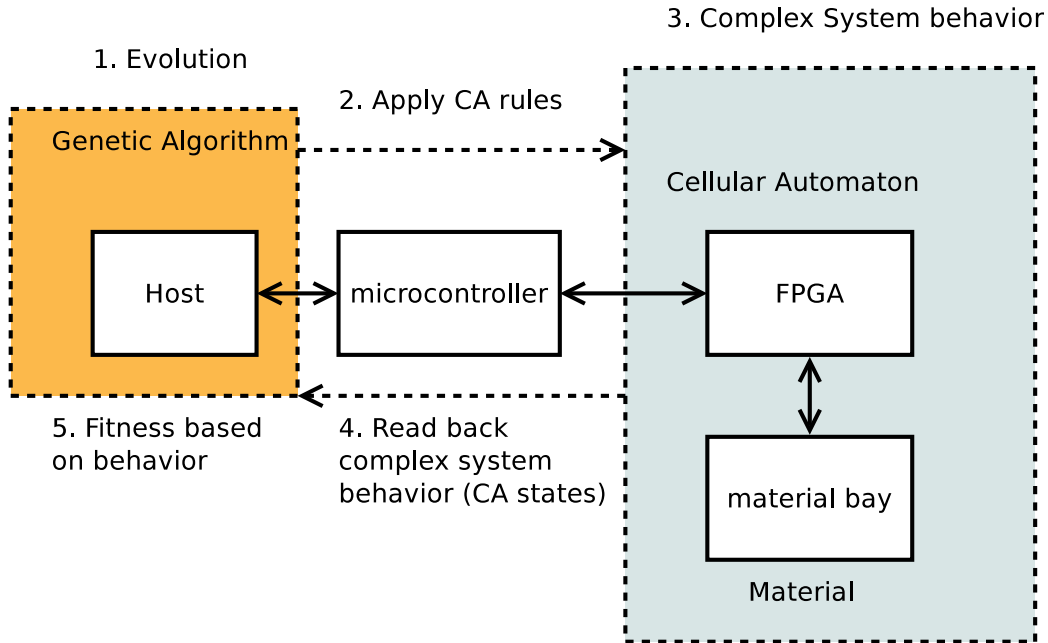 3. Complex System behavior
1. Evolution
2. Apply CA rules
Genetic Algorithm
Cellular Automaton
Host
microcontroller
FPGA
5. Fitness based
on behavior
4. Read back
complex system
behavior (CA states)
material bay
Material